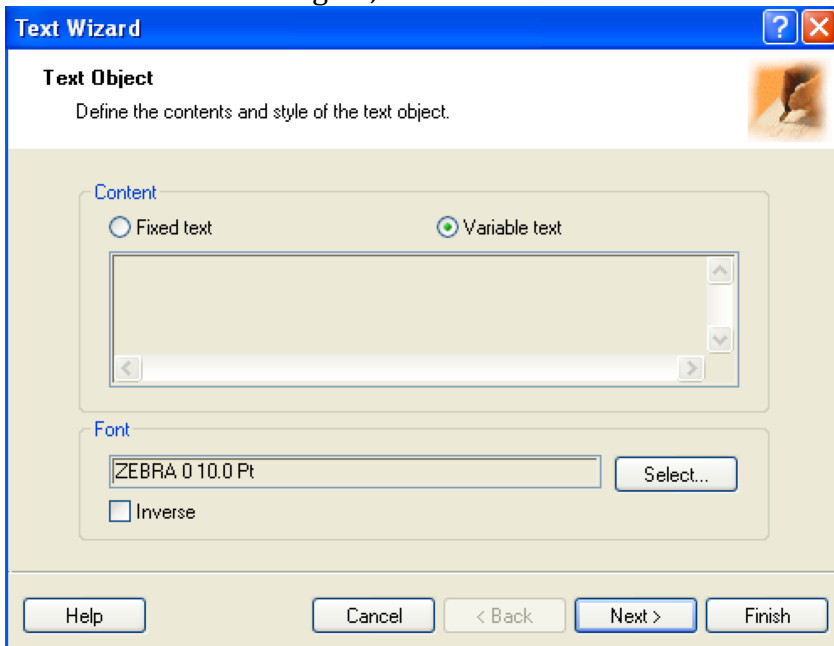 Text Wizard
Text Object
Define the contents and style of the text object.
Content
Fixed text Variable text
Font
ZEBRA 0 10.0 Pt Select...
Inverse
Help Cancel < Back Next > Finish